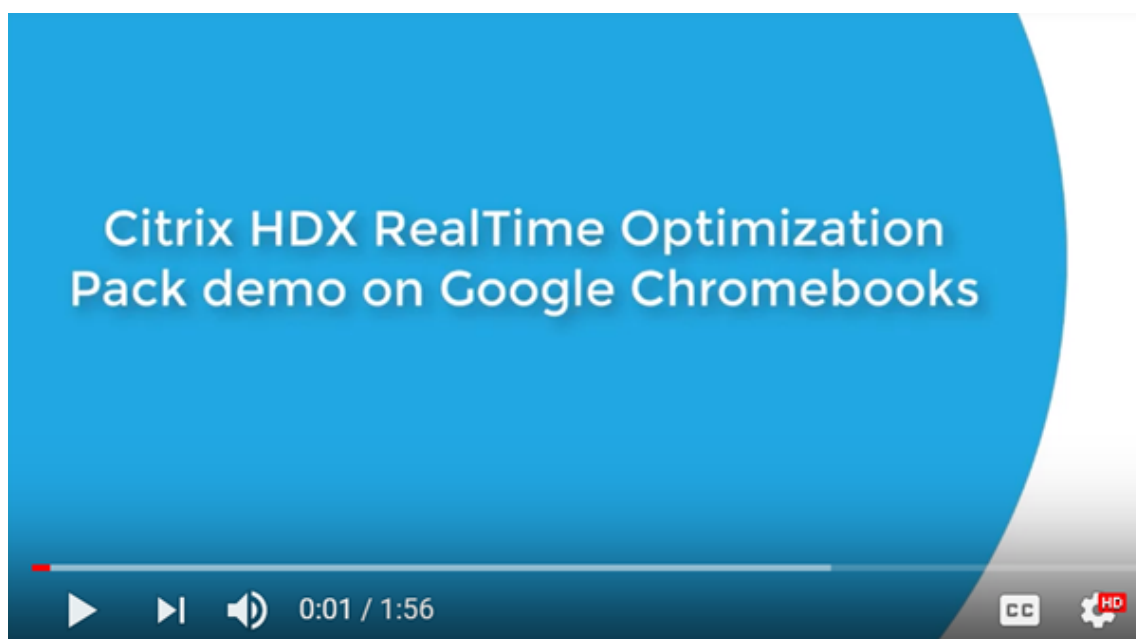 Citrix HDX RealTime Optimization
Pack demo on Google Chromebooks
0:01 / 1:56
CC
HD